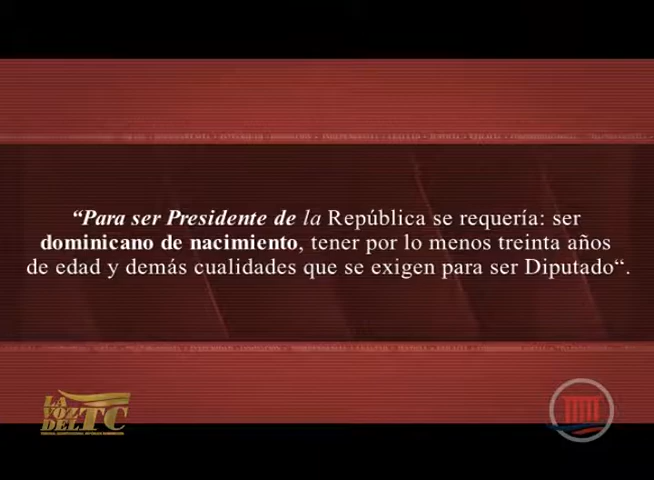 “Para ser Presidente de la República se requería: ser
dominicano de nacimiento, tener por lo menos treinta años
de edad y demás cualidades que se exigen para ser Diputado“.
LA
VOZ
DEL TC